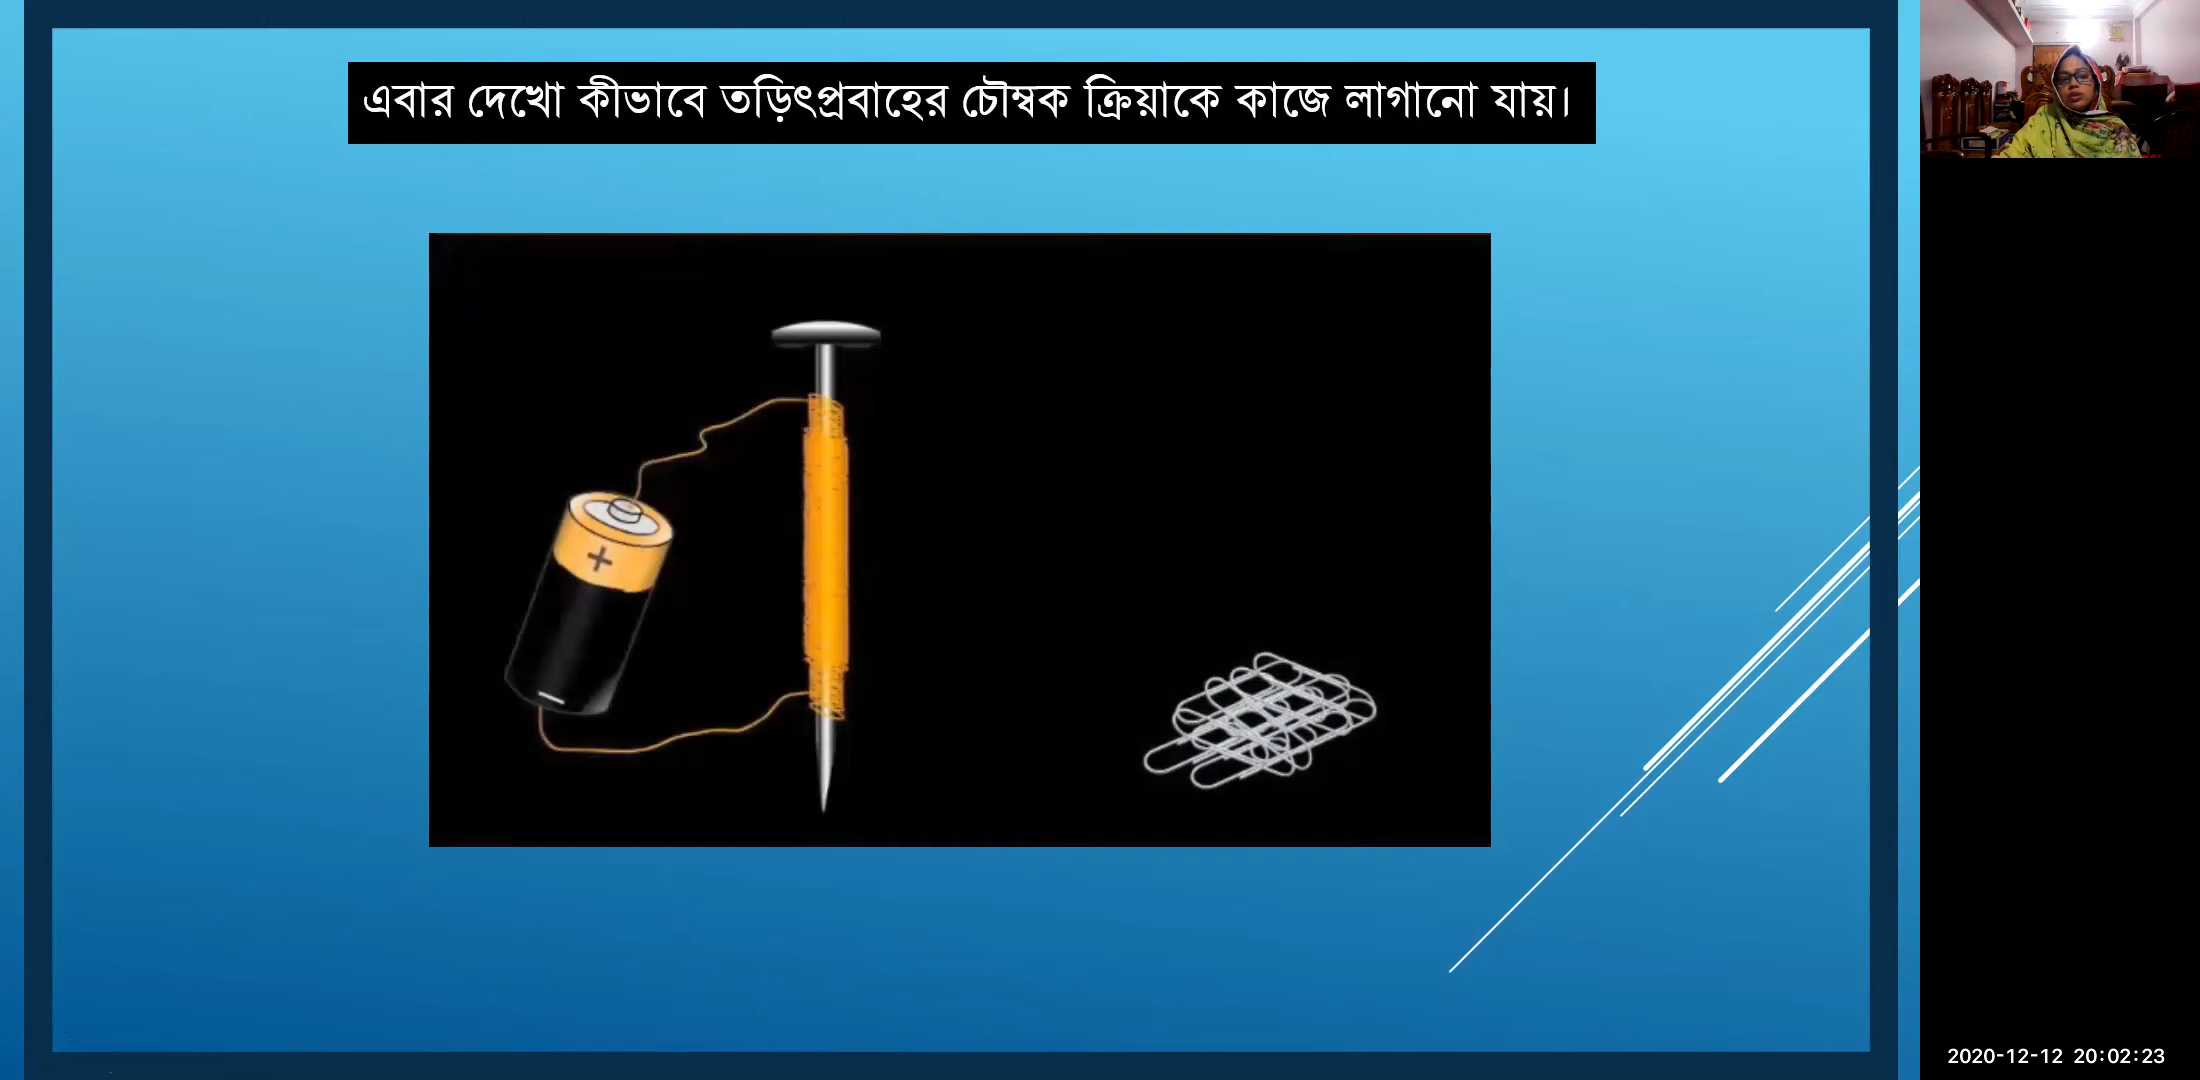 এবার দেখো কীভাবে তড়িৎপ্রবাহের চৌম্বক ক্রিয়াকে কাজে লাগানো যায়।
+
2020-12-12 20:02:23